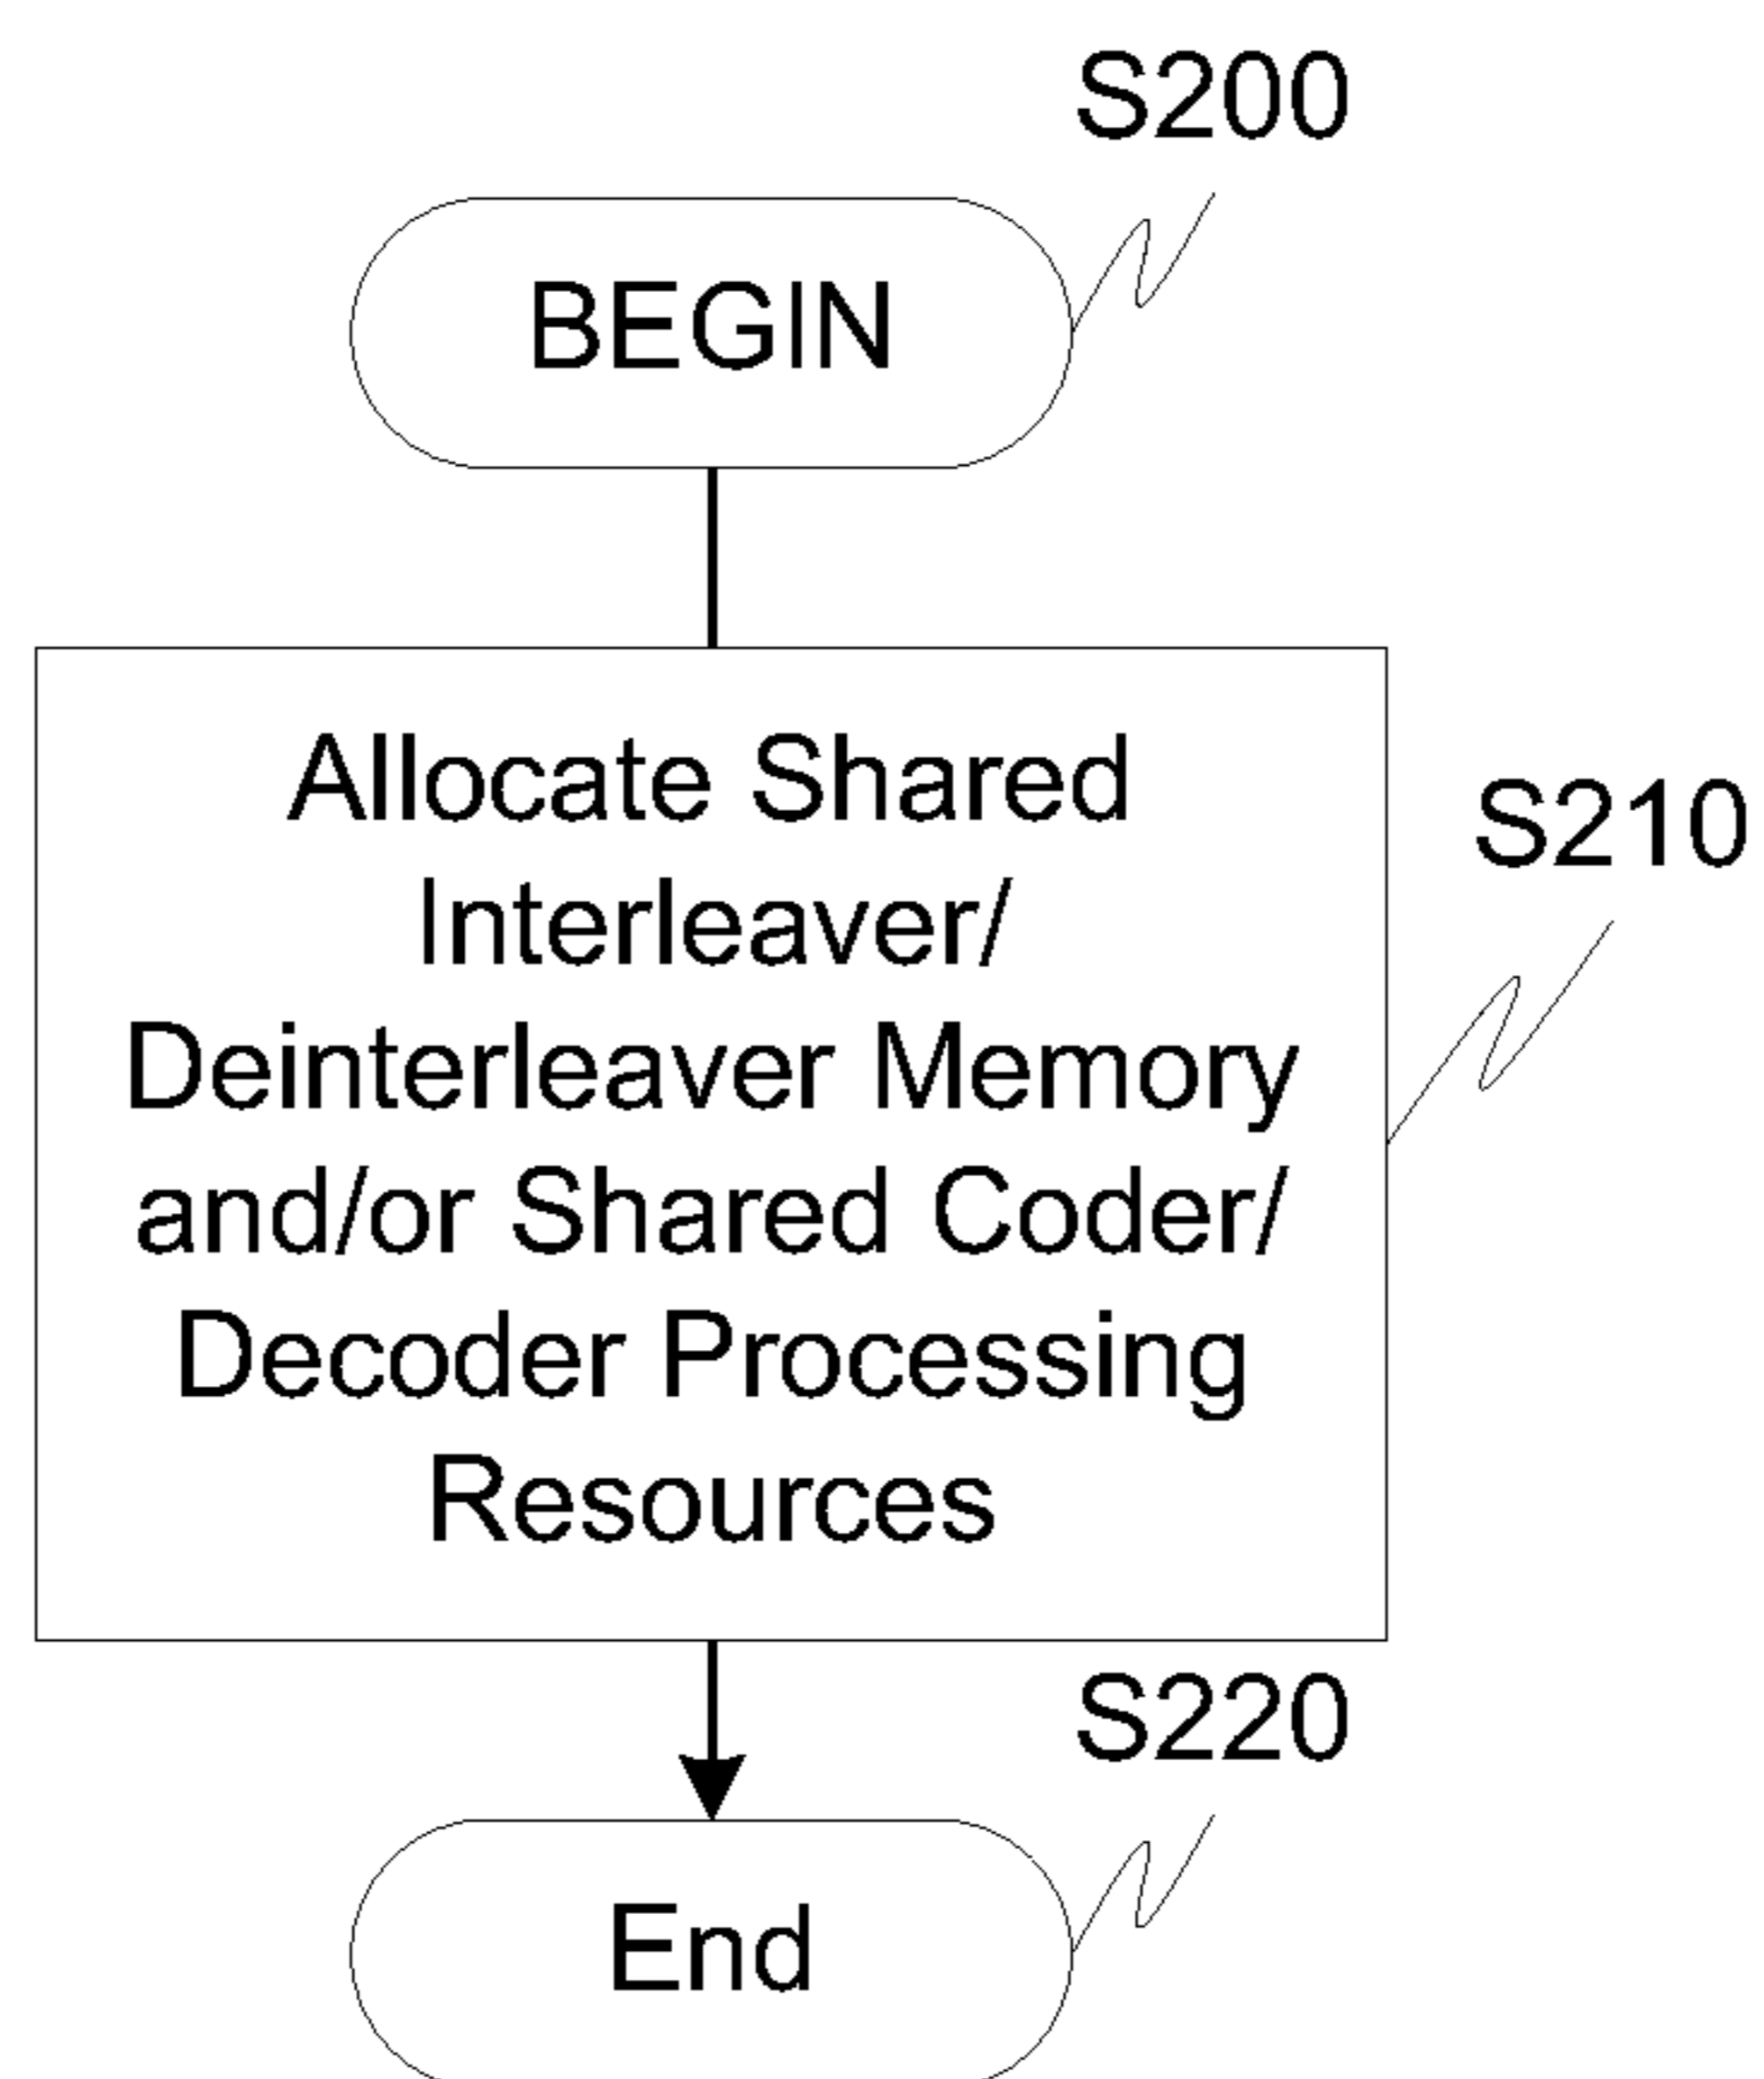 S200
BEGIN
Allocate Shared
Interleaver/
Deinterleaver Memory
and/or Shared Coder/
Decoder Processing
Resources
S210
S220
End